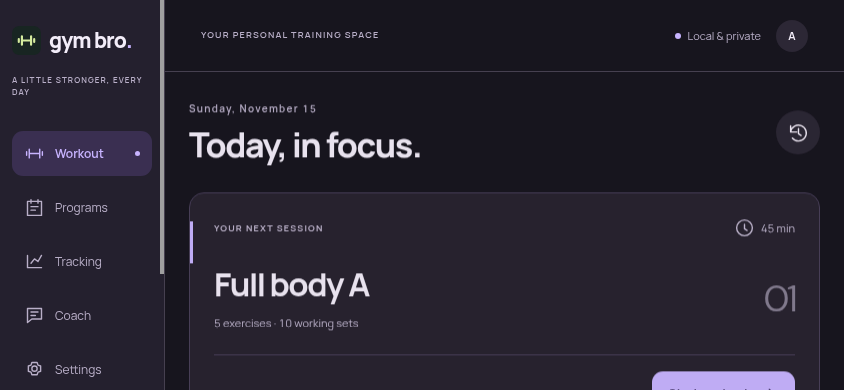 gym bro.
A LITTLE STRONGER, EVERY
DAY
Workout
Programs
Tracking
Coach
Settings
YOUR PERSONAL TRAINING SPACE
Local & private
A
Sunday, November 15
Today, in focus.
YOUR NEXT SESSION
45 min
Full body A
01
5 exercises · 10 working sets